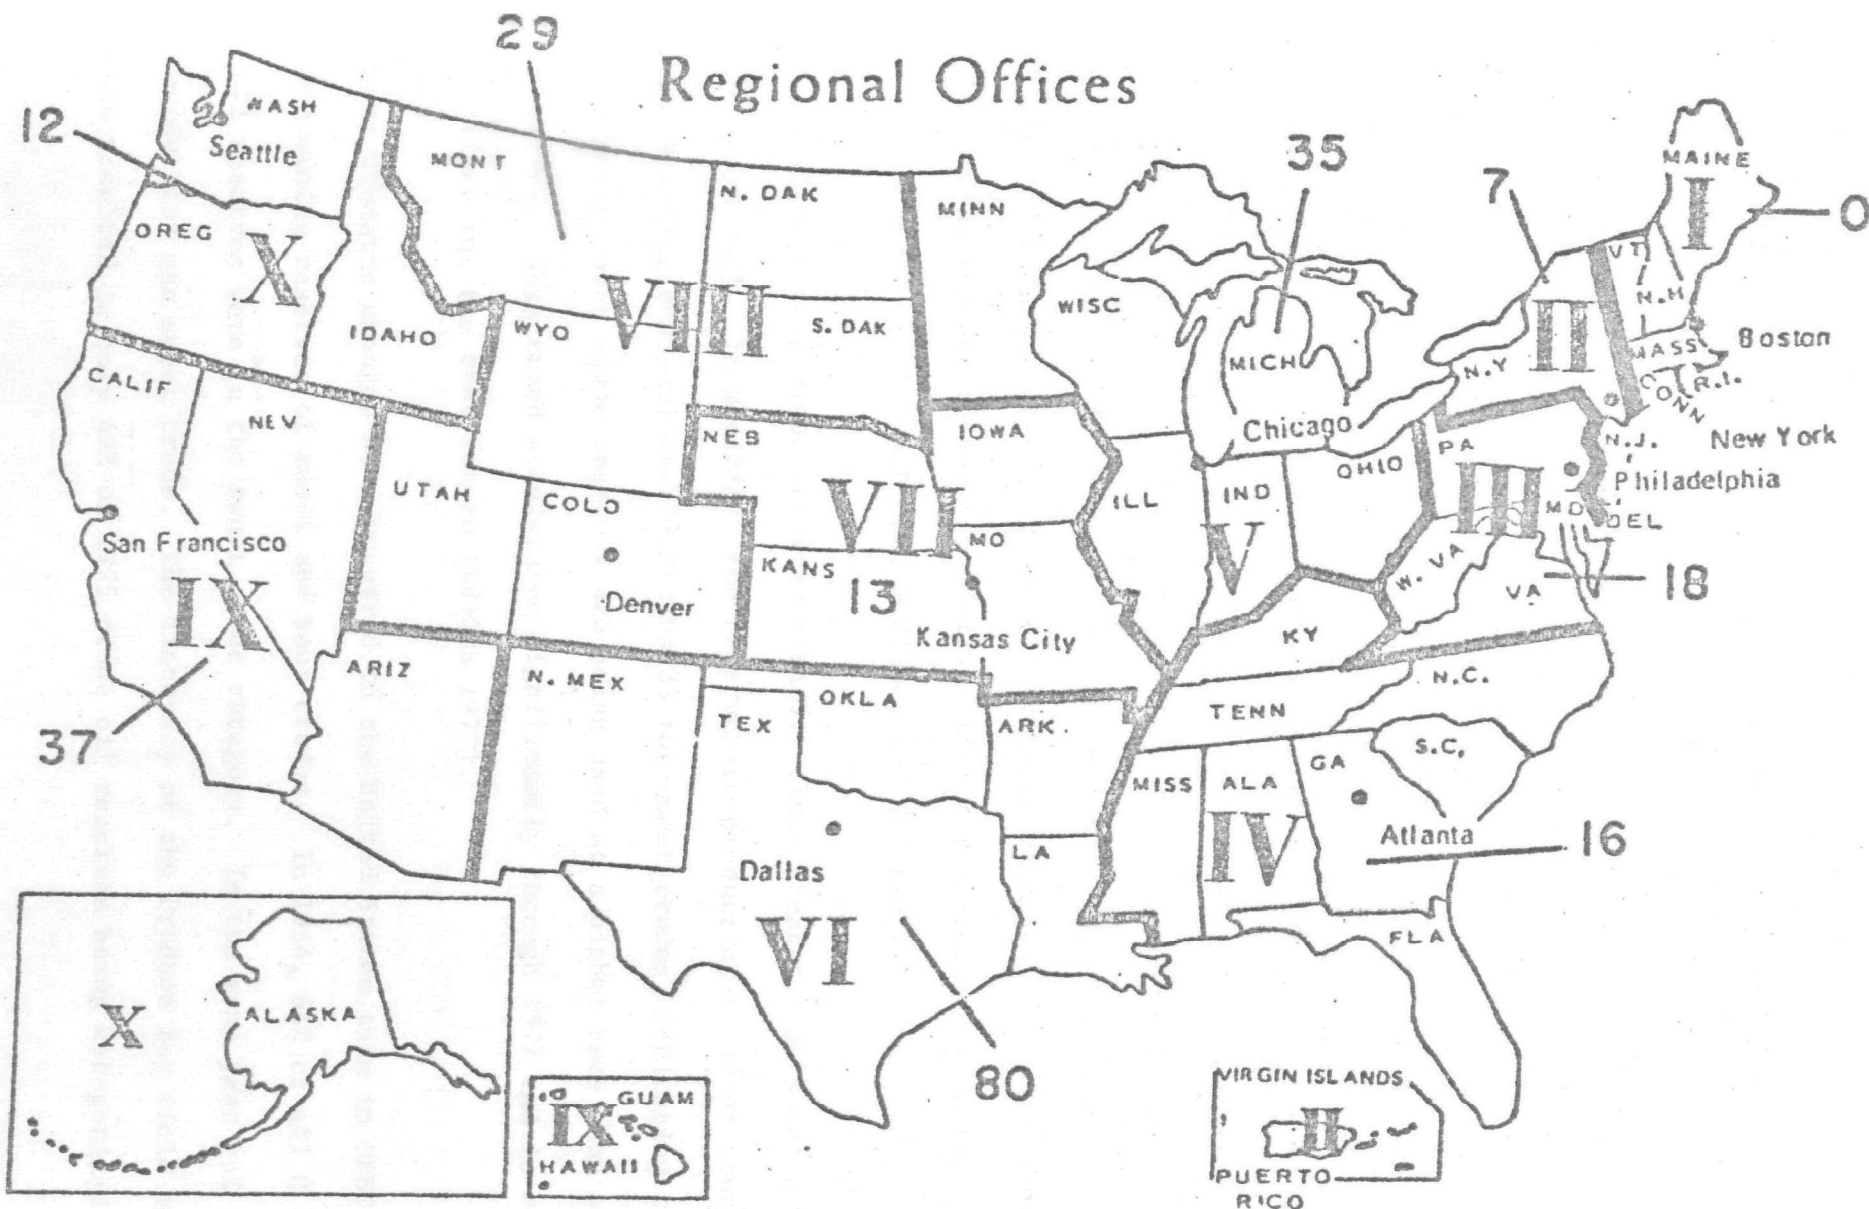 29
Regional Offices
12
WASH
Seattle
MONT
N. DAK
MINN
35
7
MAINE
I
0
OREG
X
IDAHO
WYO
VIII
S. DAK
WISC
MICH
Chicago
VT
N.H
II
N.Y
MASS
Boston
R.I.
CONN
New York
CALIF
NEV
UTAH
COLO
Denver
NEB
IOWA
VII
KANS
13
MO
Kansas City
ILL
IND
V
OHIO
PA
III
N.J.
Philadelphia
MD
DEL
W. VA
VA
18
KY
San Francisco
IX
37
ARIZ
N. MEX
TEX
OKLA
ARK.
TENN
N.C.
S.C.
MISS
ALA
GA
IV
Atlanta
16
LA
FLA
Dallas
VI
80
X
ALASKA
GUAM
IX
HAWAII
VIRGIN ISLANDS
II
PUERTO
RICO